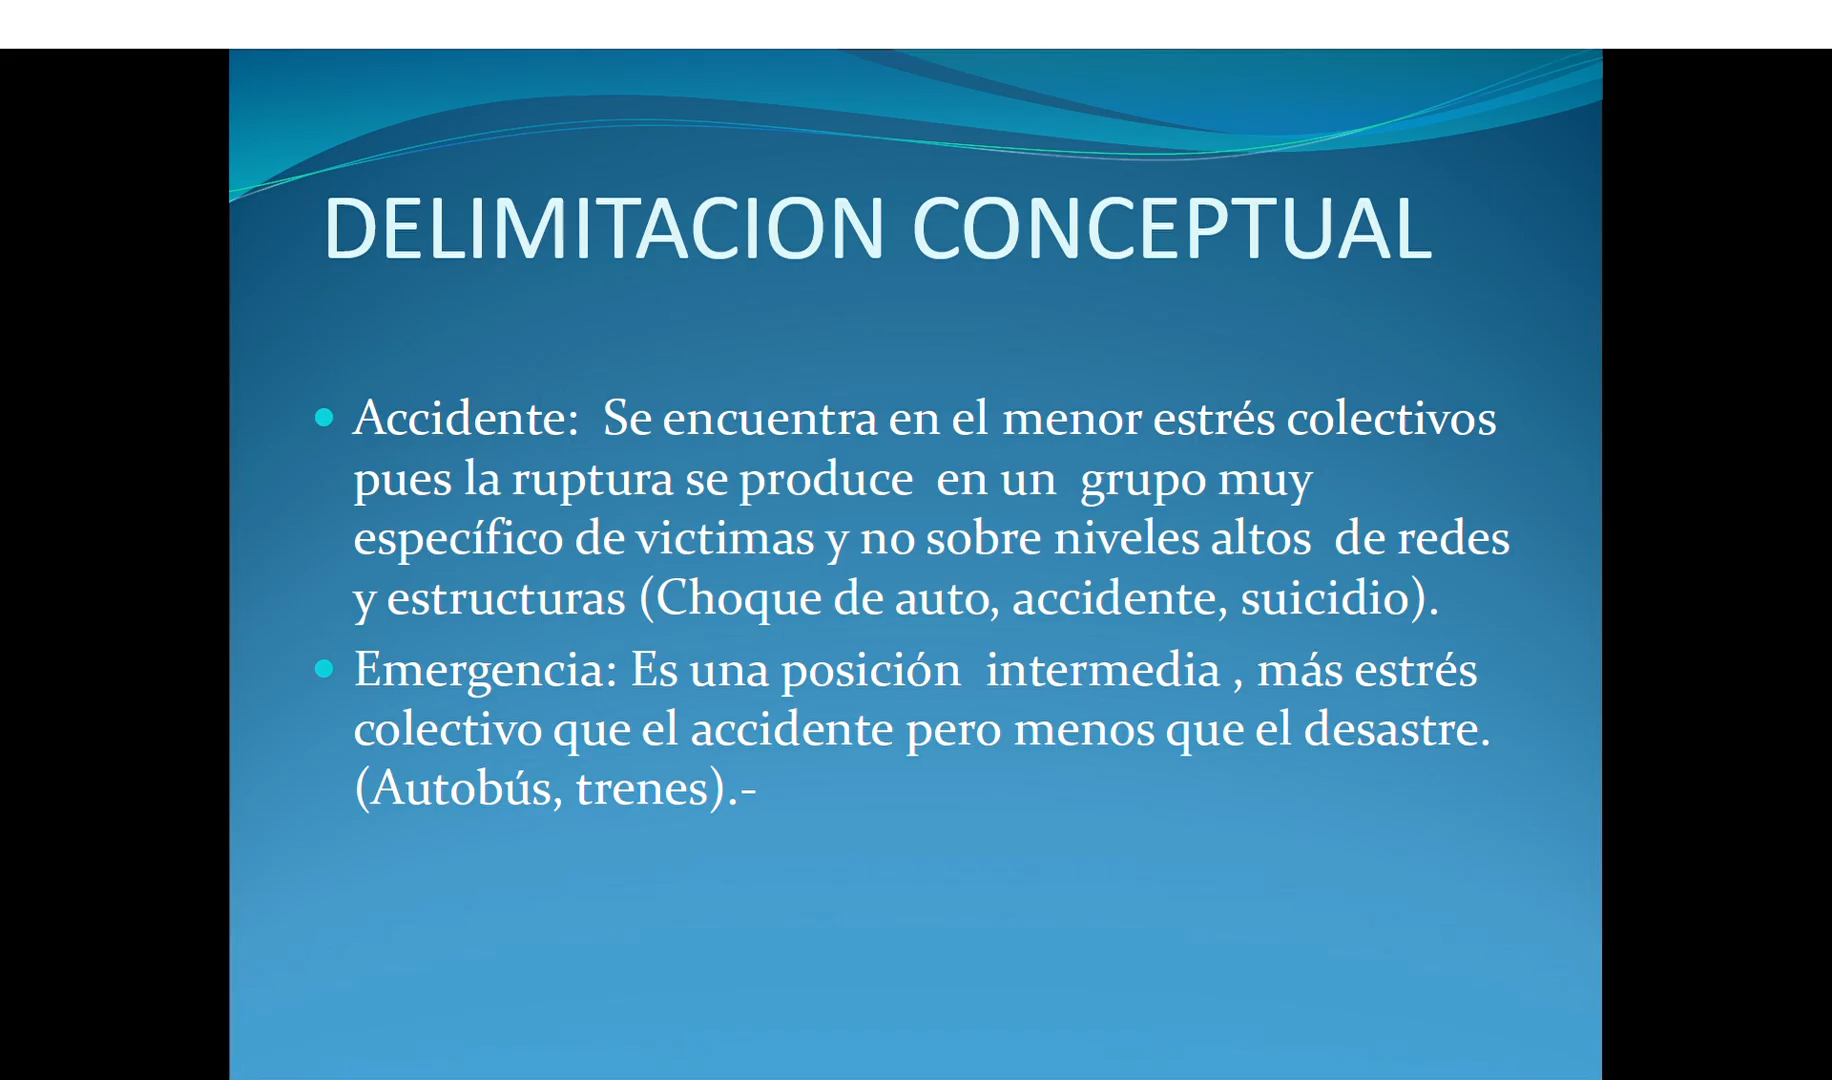 DELIMITACION CONCEPTUAL
• Accidente: Se encuentra en el menor estrés colectivos
pues la ruptura se produce en un grupo muy
específico de victimas y no sobre niveles altos de redes
y estructuras (Choque de auto, accidente, suicidio).
• Emergencia: Es una posición intermedia , más estrés
colectivo que el accidente pero menos que el desastre.
(Autobús, trenes).-